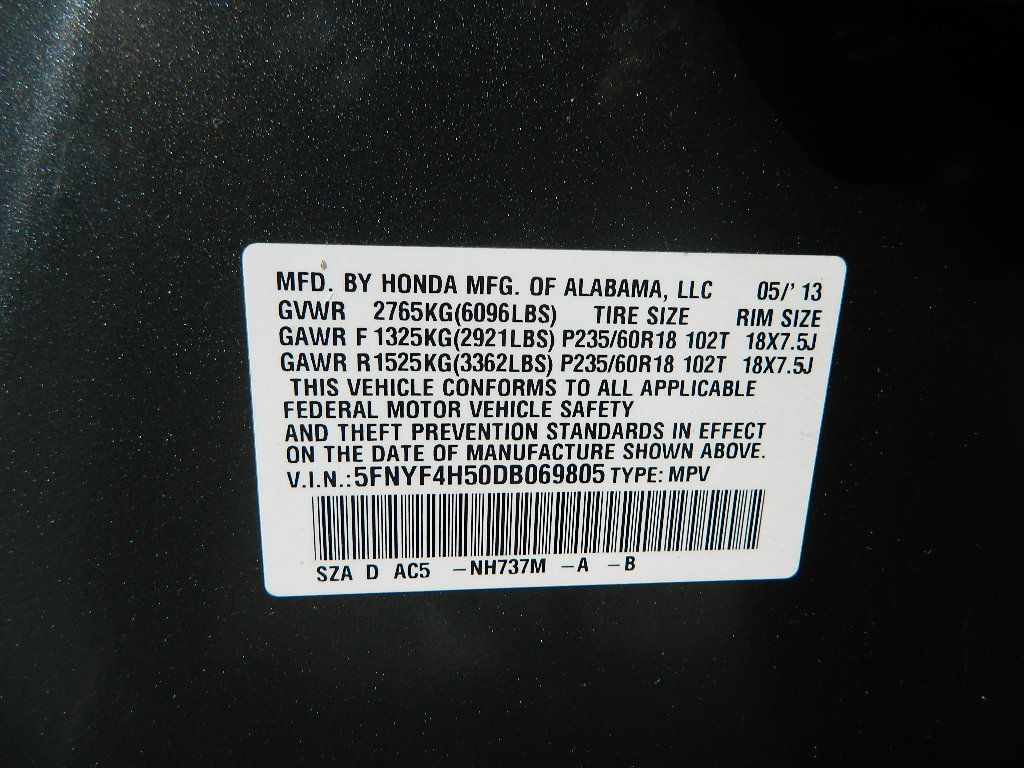 MFD. BY HONDA MFG. OF ALABAMA, LLC 05/'13
GVWR 2765KG(6096LBS) TIRE SIZE RIM SIZE
GAWR F 1325KG(2921LBS) P235/60R18 102T 18X7.5J
GAWR R 1525KG(3362LBS) P235/60R18 102T 18X7.5J
THIS VEHICLE CONFORMS TO ALL APPLICABLE
FEDERAL MOTOR VEHICLE SAFETY
AND THEFT PREVENTION STANDARDS IN EFFECT
ON THE DATE OF MANUFACTURE SHOWN ABOVE.
V.I.N.: 5FNYF4H50DB069805 TYPE: MPV
SZA D AC5 -NH737M -A -B